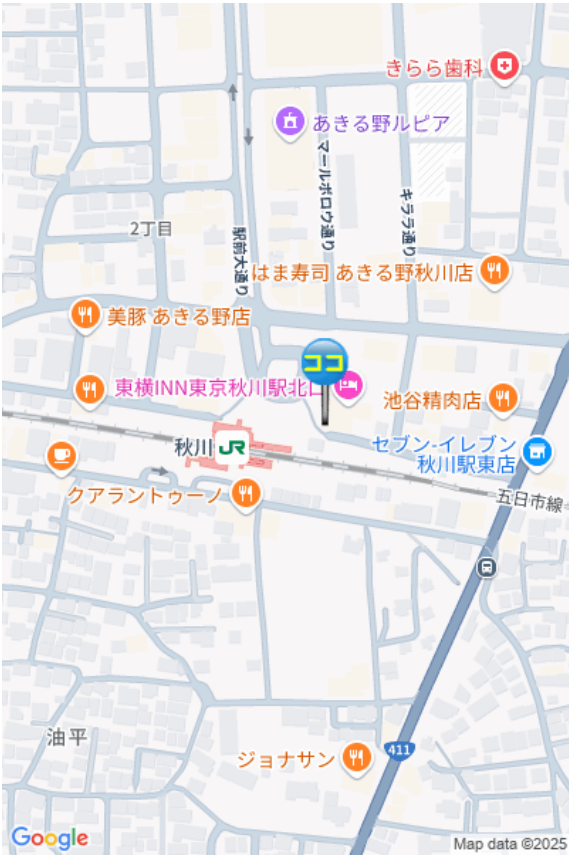 きらら歯科
あきる野ルピア
マールボロウ通り
キララ通り
2丁目
駅前大通り
はま寿司 あきる野秋川店
美豚 あきる野店
ココ
東横INN東京秋川駅北口
池谷精肉店
秋川
JR
セブン-イレブン
秋川駅東店
クアラントゥーノ
五日市線
油平
ジョナサン
411
Google
Map data ©2025